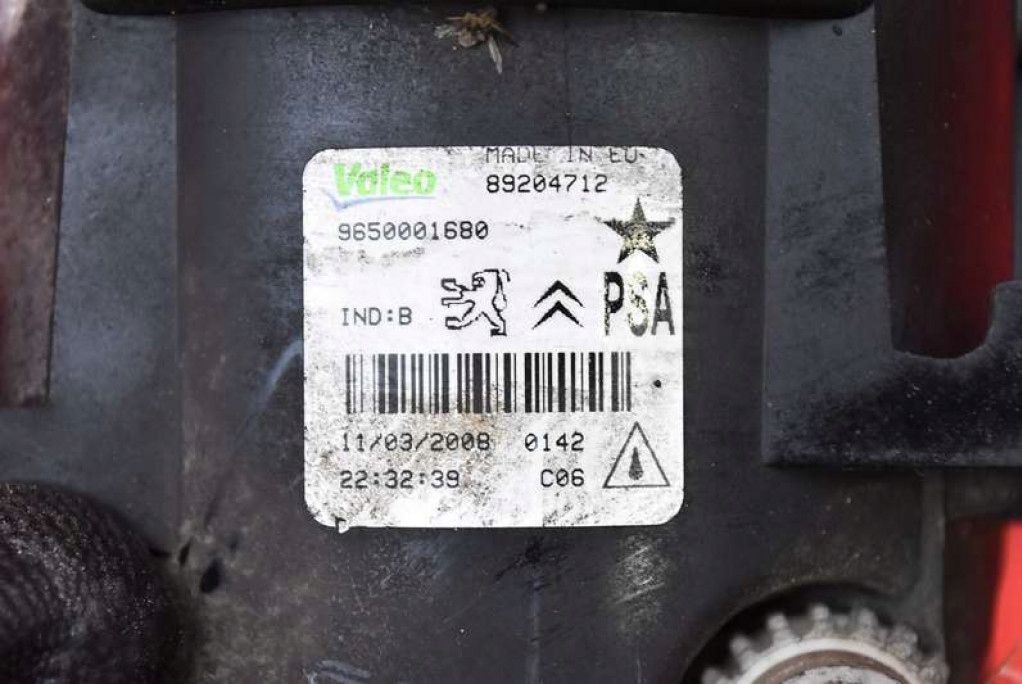 MADE IN EU
Valeo
89204712
9650001680
IND:B
PSA
11/03/2008 0142
22:32:39 C06